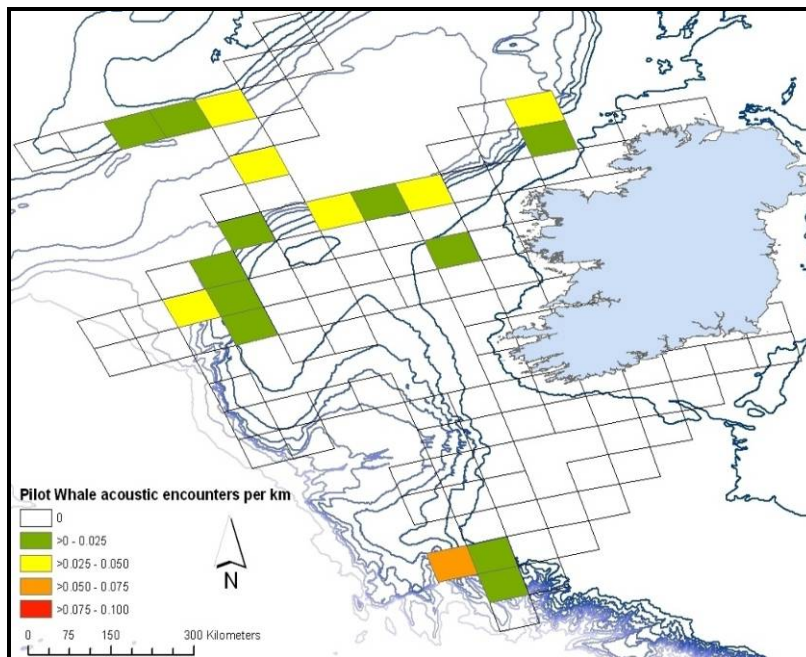 Pilot Whale acoustic encounters per km
0
>0 - 0.025
>0.025 - 0.050
>0.050 - 0.075
>0.075 - 0.100
N
0 75 150 300 Kilometers